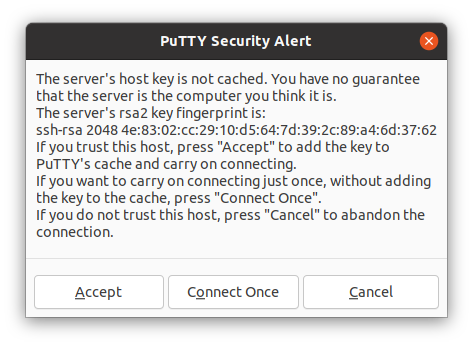 PuTTY Security Alert
The server's host key is not cached. You have no guarantee
that the server is the computer you think it is.
The server's rsa2 key fingerprint is:
ssh-rsa 2048 4e:83:02:cc:29:10:d5:64:7d:39:2c:89:a4:6d:37:62
If you trust this host, press "Accept" to add the key to
PuTTY's cache and carry on connecting.
If you want to carry on connecting just once, without adding
the key to the cache, press "Connect Once".
If you do not trust this host, press "Cancel" to abandon the
connection.
Accept Connect Once Cancel